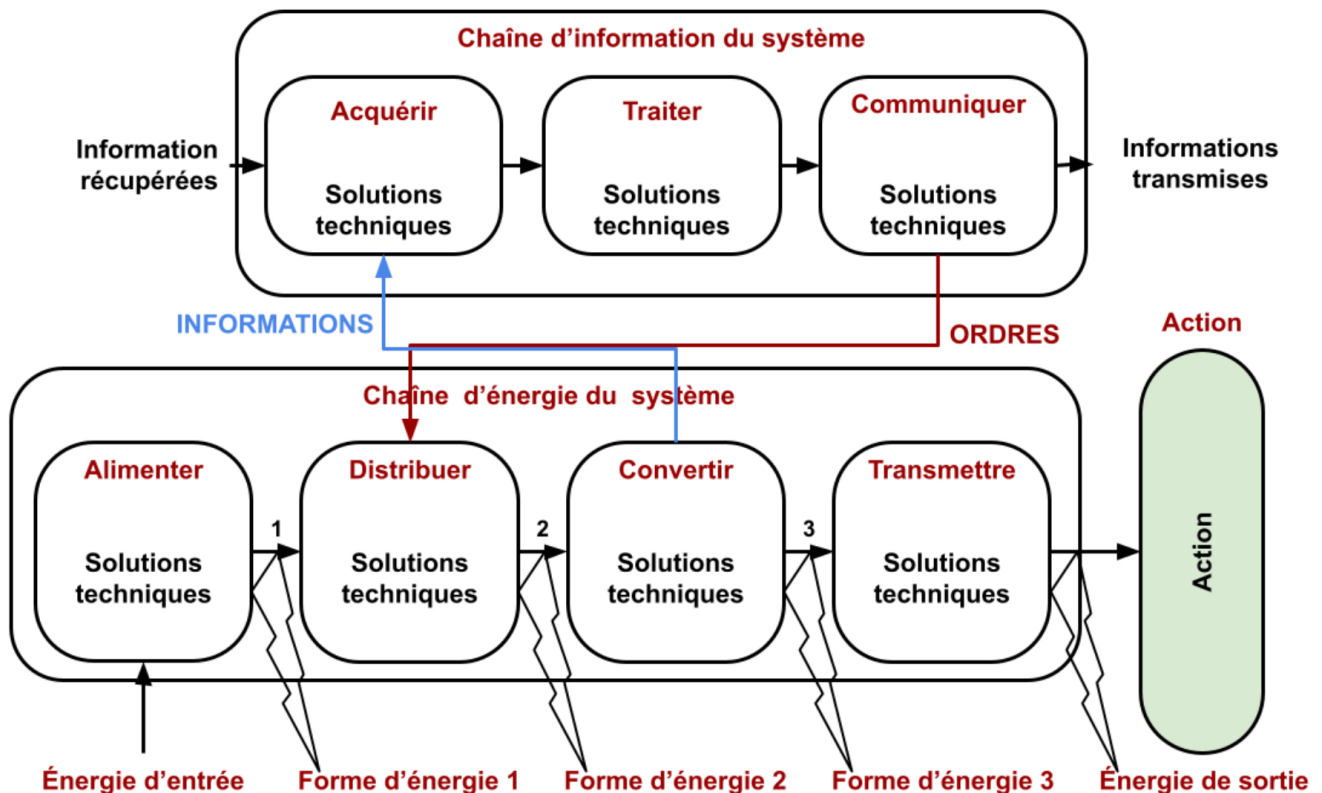 Chaîne d'information du système
Acquérir
Traiter
Communiquer
Information
récupérées
Solutions
techniques
Solutions
techniques
Solutions
techniques
Informations
transmises
INFORMATIONS
ORDRES
Action
Chaîne d'énergie du système
Alimenter
Distribuer
Convertir
Transmettre
1
2
3
Solutions
techniques
Solutions
techniques
Solutions
techniques
Solutions
techniques
Action
Énergie d'entrée
Forme d'énergie 1
Forme d'énergie 2
Forme d'énergie 3
Énergie de sortie